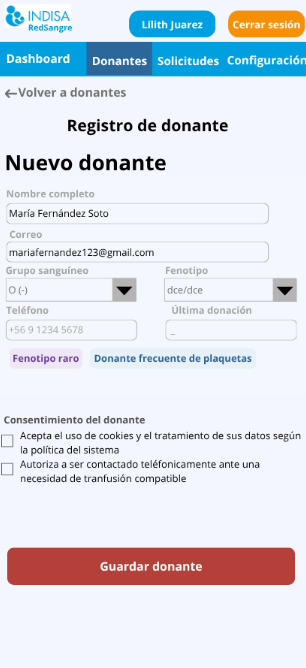 INDISA
RedSangre
Lilith Juarez
Cerrar sesión
Dashboard
Donantes
Solicitudes
Configuración
←Volver a donantes
Registro de donante
Nuevo donante
Nombre completo
María Fernández Soto
Correo
mariafernandez123@gmail.com
Grupo sanguíneo
Fenotipo
O (-)
dce/dce
Teléfono
Última donación
+56 9 1234 5678
_
Fenotipo raro
Donante frecuente de plaquetas
Consentimiento del donante
Acepta el uso de cookies y el tratamiento de sus datos según
la política del sistema
Autoriza a ser contactado teléfonicamente ante una
necesidad de tranfusión compatible
Guardar donante